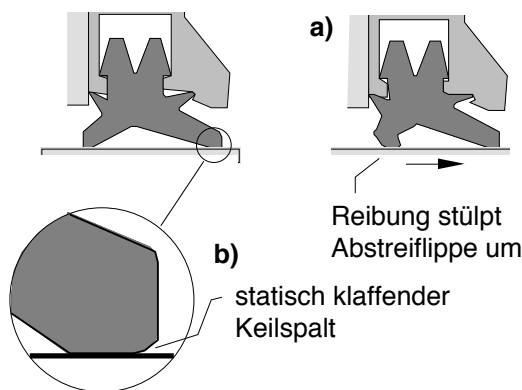 a)
Reibung stülpt
Abstreiflippe um
b)
statisch klaffender
Keilspalt